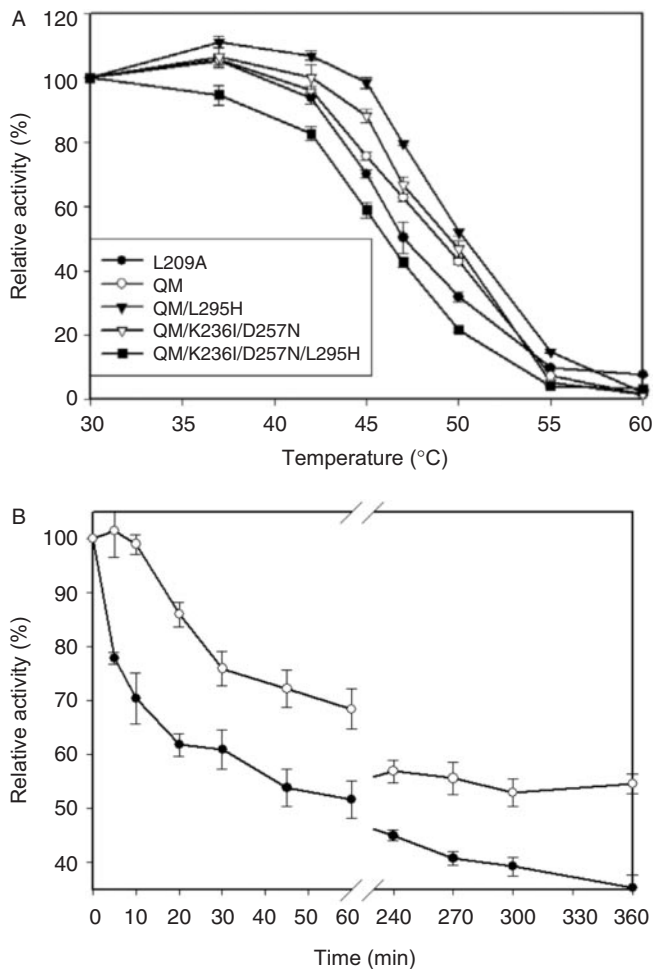 A
120
100
80
60
40
20
0
Relative activity (%)
L209A
QM
QM/L295H
QM/K236I/D257N
QM/K236I/D257N/L295H
30 35 40 45 50 55 60
Temperature (°C)
B
100
90
80
70
60
50
40
Relative activity (%)
0 10 20 30 40 50 60 240 270 300 330 360
Time (min)